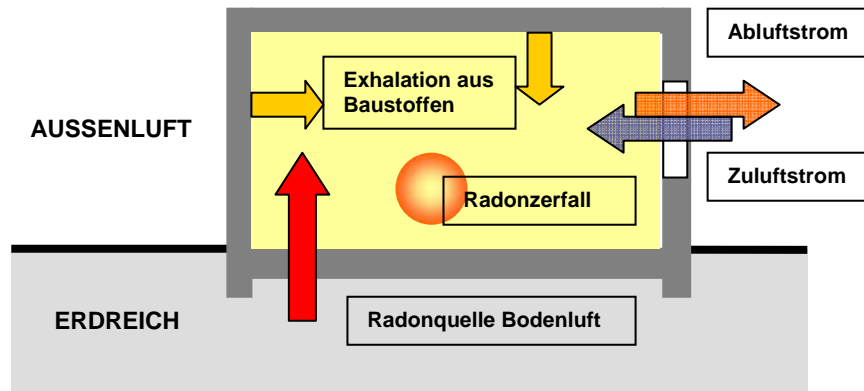 Abluftstrom
Exhalation aus
Baustoffen
AUSSENLUFT
Zuluftstrom
Radonzerfall
ERDREICH
Radonquelle Bodenluft